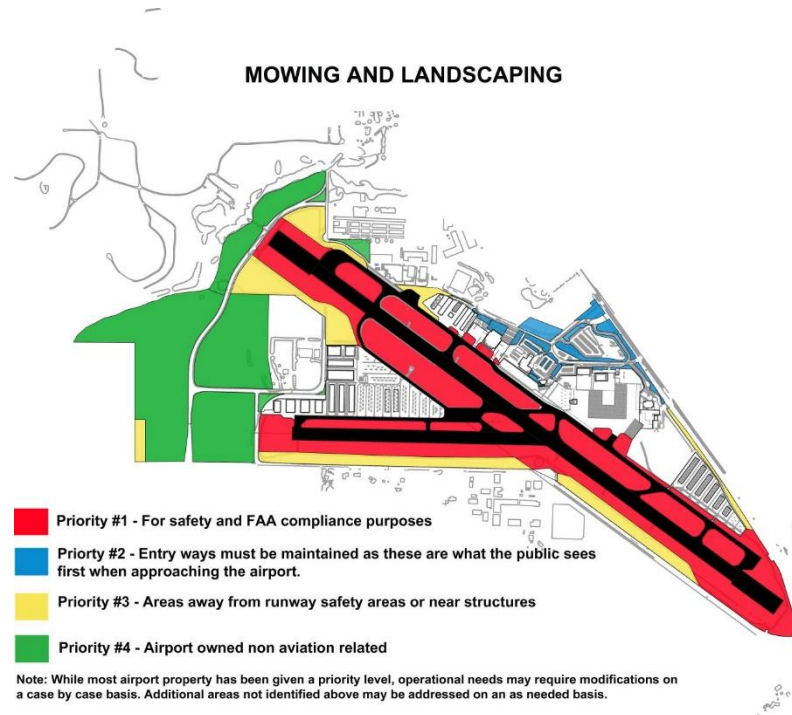 MOWING AND LANDSCAPING
Priority #1 - For safety and FAA compliance purposes
Priorty #2 - Entry ways must be maintained as these are what the public sees
first when approaching the airport.
Priority #3 - Areas away from runway safety areas or near structures
Priority #4 - Airport owned non aviation related
Note: While most airport property has been given a priority level, operational needs may require modifications on
a case by case basis. Additional areas not identified above may be addressed on an as needed basis.